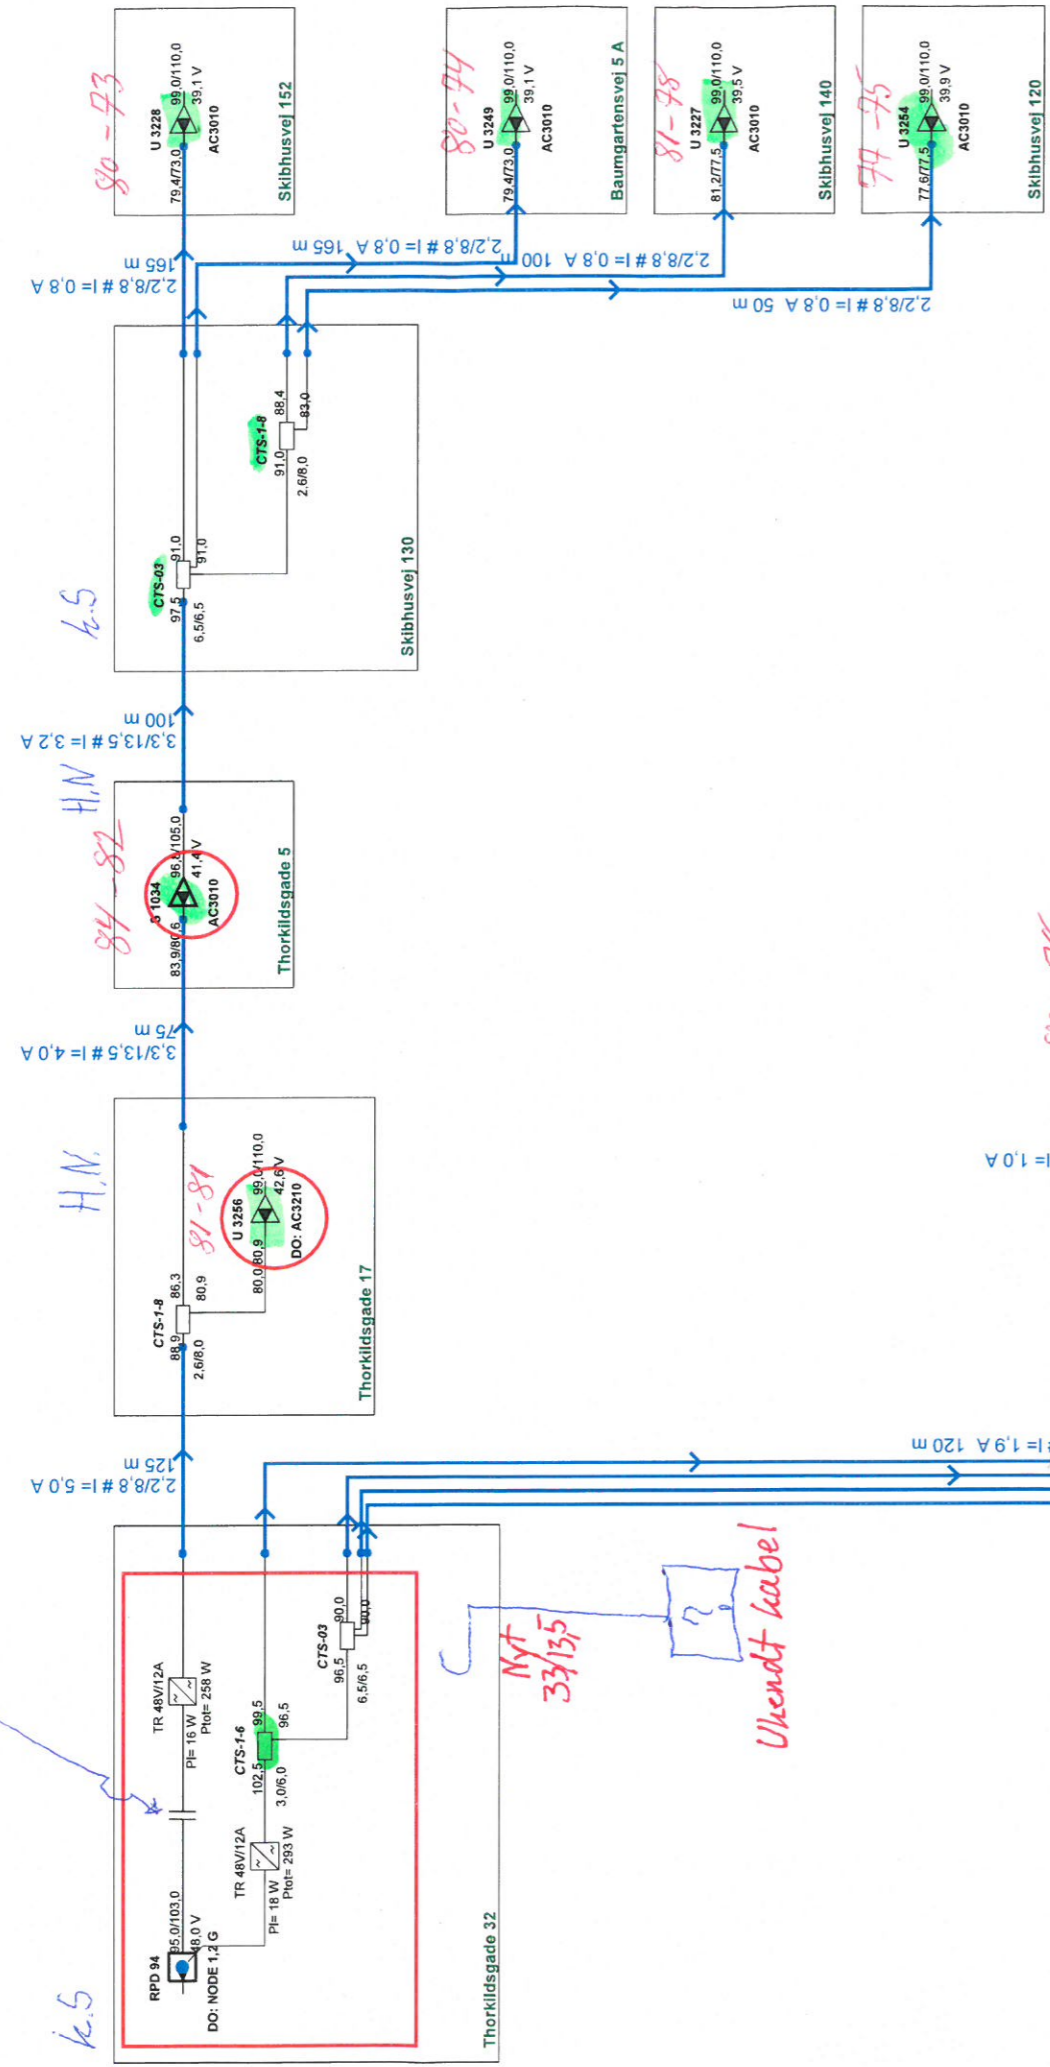 k.S
RPD 94
95,0/103,0
48,0 V
DO: NODE 1,2 G
TR 48V/12A
Pl= 16 W
Ptot= 258 W
TR 48V/12A
Pl= 18 W
Ptot= 293 W
CTS-1-6
102,5
99,5
96,5
3,0/6,0
CTS-03
96,5
90,0
90,0
6,5/6,5
Thorkildsgade 32
Nyt
33/13,5
?
Ukendt kabel
2,2/8,8 # I= 5,0 A
125 m
# I= 1,9 A 120 m
H.N.
CTS-1-8
88,9
86,3
80,9
2,6/8,0
81-81
U 3256
80,0/80,9
99,0/110,0
42,6 V
DO: AC3210
Thorkildsgade 17
3,3/13,5 # I= 4,0 A
75 m
I= 1,0 A
H.N
84-82
1034
83,9/80,6
96,8/105,0
41,4 V
AC3010
Thorkildsgade 5
3,3/13,5 # I= 3,2 A
100 m
k.S
CTS-03
97,5
91,0
91,0
6,5/6,5
CTS-1-8
91,0
88,4
83,0
2,6/8,0
Skibhusvej 130
2,2/8,8 # I= 0,8 A
165 m
2,2/8,8 # I= 0,8 A 165 m
2,2/8,8 # I= 0,8 A 100 m
2,2/8,8 # I= 0,8 A 50 m
80-73
U 3228
79,4/73,0
99,0/110,0
39,1 V
AC3010
Skibhusvej 152
80-74
U 3249
79,4/73,0
99,0/110,0
39,1 V
AC3010
Baumgartensvej 5 A
81-78
U 3227
81,2/77,5
99,0/110,0
39,5 V
AC3010
Skibhusvej 140
-75
U 3254
77,6/77,5
99,0/110,0
39,9 V
AC3010
Skibhusvej 120